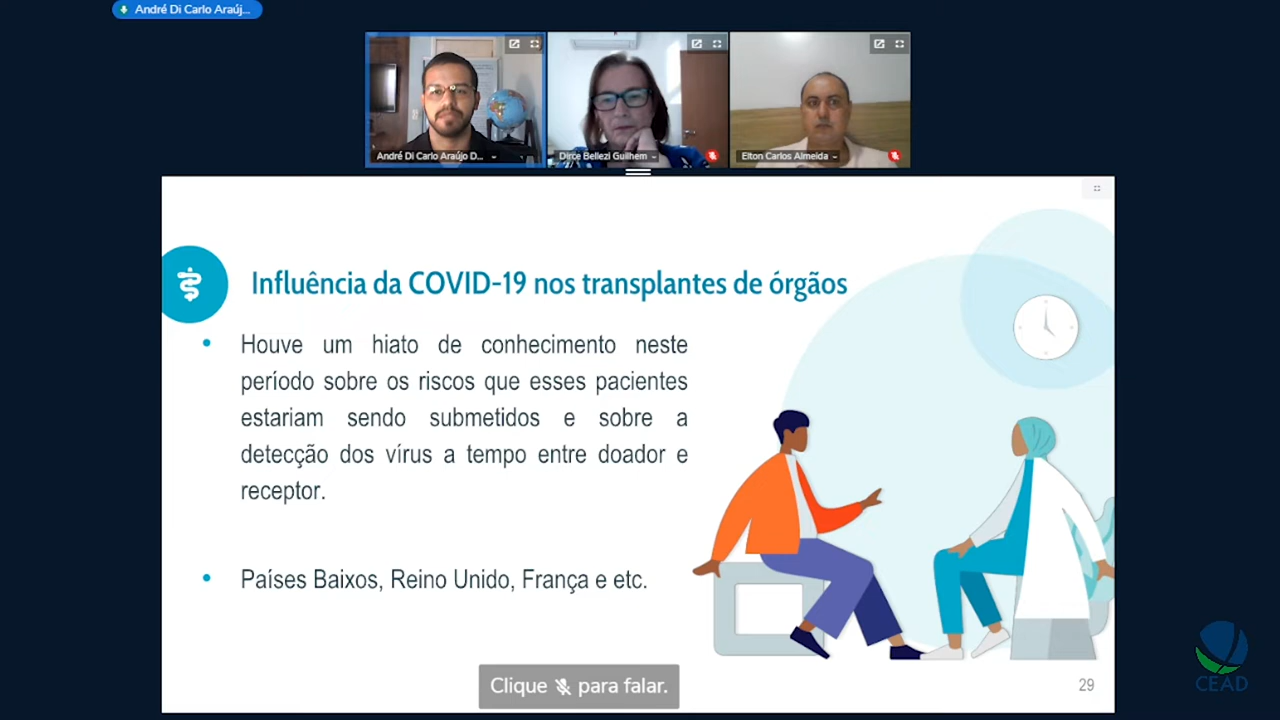 André Di Carlo Araúj...
André Di Carlo Araújo D...
Dirce Bellezi Guilhem
Elton Carlos Almeida
Influência da COVID-19 nos transplantes de órgãos
• Houve um hiato de conhecimento neste
período sobre os riscos que esses pacientes
estariam sendo submetidos e sobre a
detecção dos vírus a tempo entre doador e
receptor.
• Países Baixos, Reino Unido, França e etc.
Clique para falar.
29
CEAD